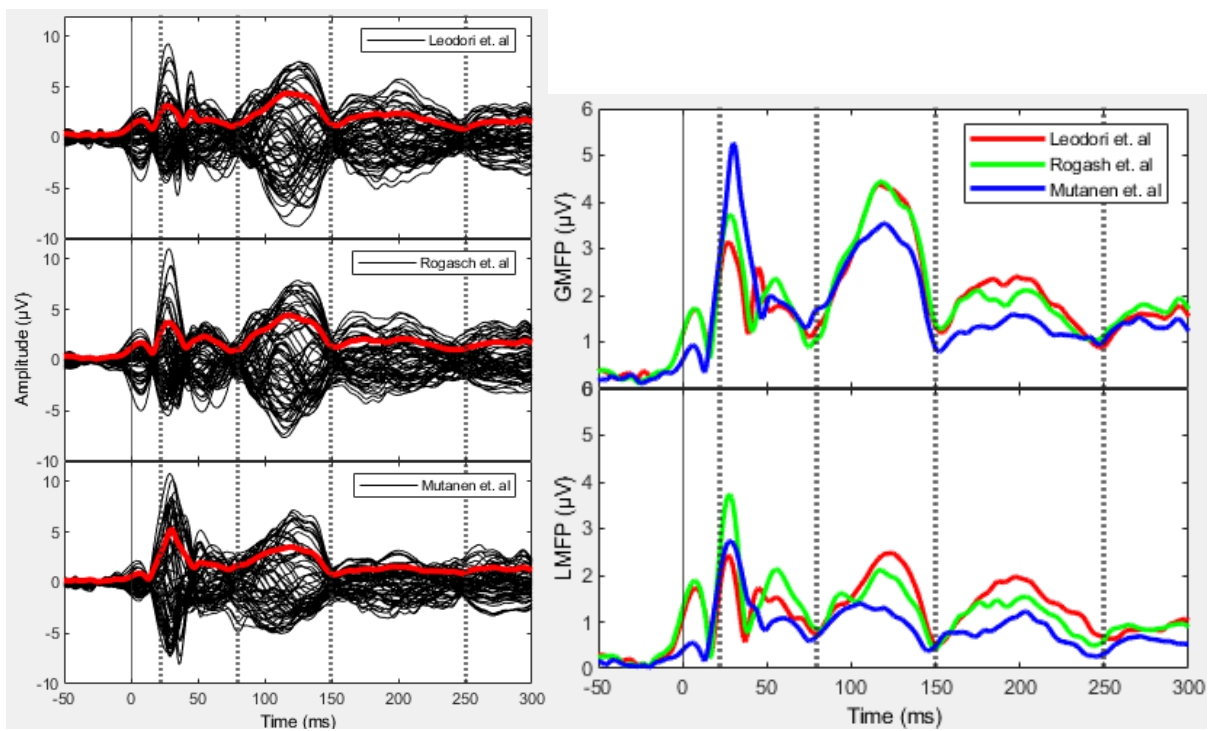 10
Leodori et. al
5
0
-5
-10
10
Rogasch et. al
5
0
-5
-10
10
Mutanen et. al
5
0
-5
-10
Amplitude (µV)
-50 0 50 100 150 200 250 300
Time (ms)
6
Leodori et. al
Rogash et. al
Mutanen et. al
5
4
3
2
1
0
GMFP (µV)
6
5
4
3
2
1
0
LMFP (µV)
-50 0 50 100 150 200 250 300
Time (ms)